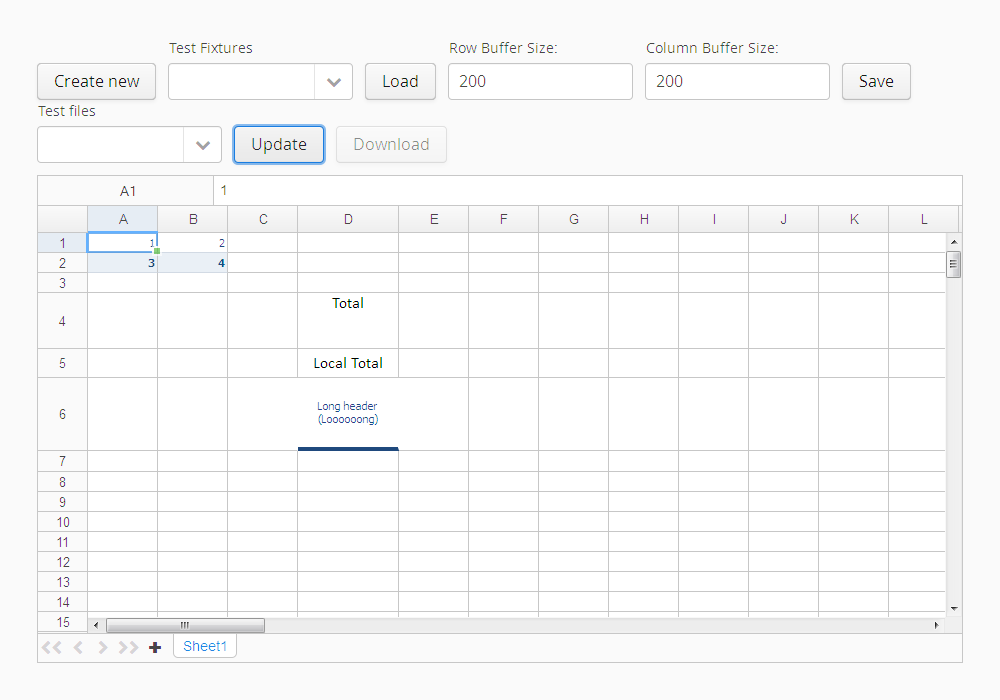 Test Fixtures Row Buffer Size: Column Buffer Size:
Create new Load 200 200 Save
Test files
Update Download
A1 1
A B C D E F G H I J K L
1 1 2
2 3 4
3
4 Total
5 Local Total
6 Long header
(Loooooong)
7
8
9
10
11
12
13
14
15
Sheet1